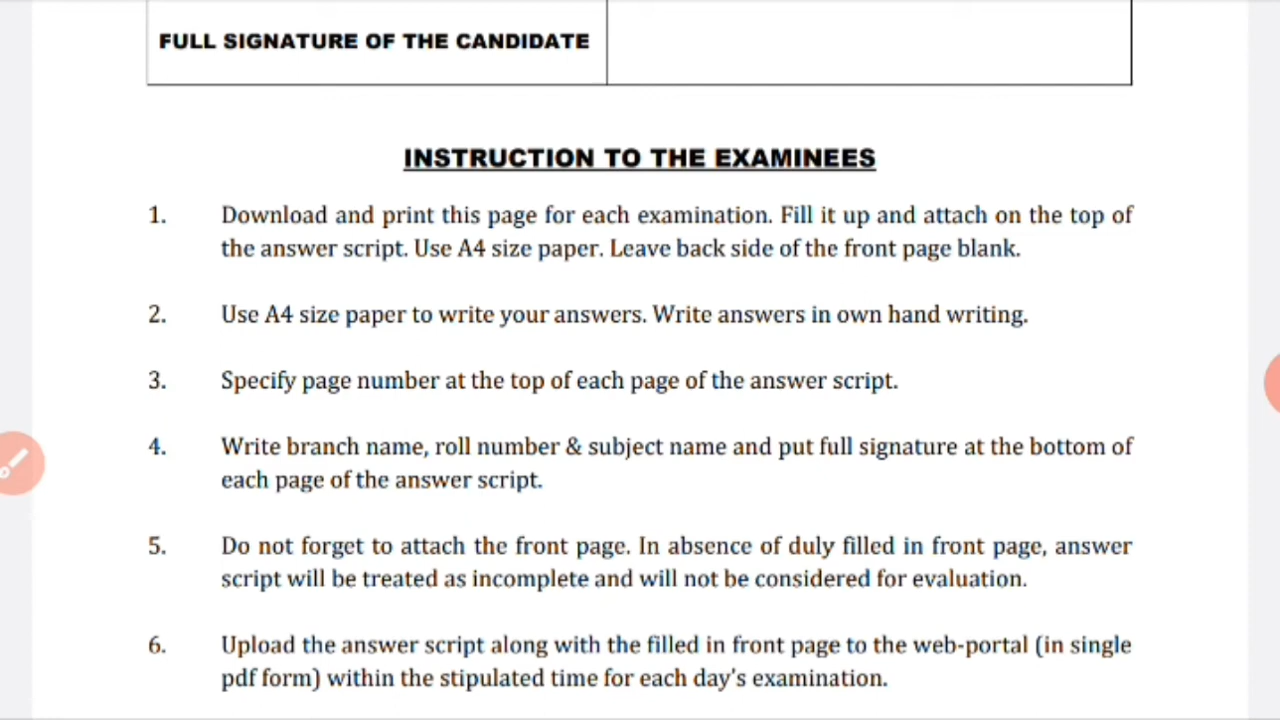 FULL SIGNATURE OF THE CANDIDATE
INSTRUCTION TO THE EXAMINEES
1. Download and print this page for each examination. Fill it up and attach on the top of
the answer script. Use A4 size paper. Leave back side of the front page blank.
2. Use A4 size paper to write your answers. Write answers in own hand writing.
3. Specify page number at the top of each page of the answer script.
4. Write branch name, roll number & subject name and put full signature at the bottom of
each page of the answer script.
5. Do not forget to attach the front page. In absence of duly filled in front page, answer
script will be treated as incomplete and will not be considered for evaluation.
6. Upload the answer script along with the filled in front page to the web-portal (in single
pdf form) within the stipulated time for each day's examination.